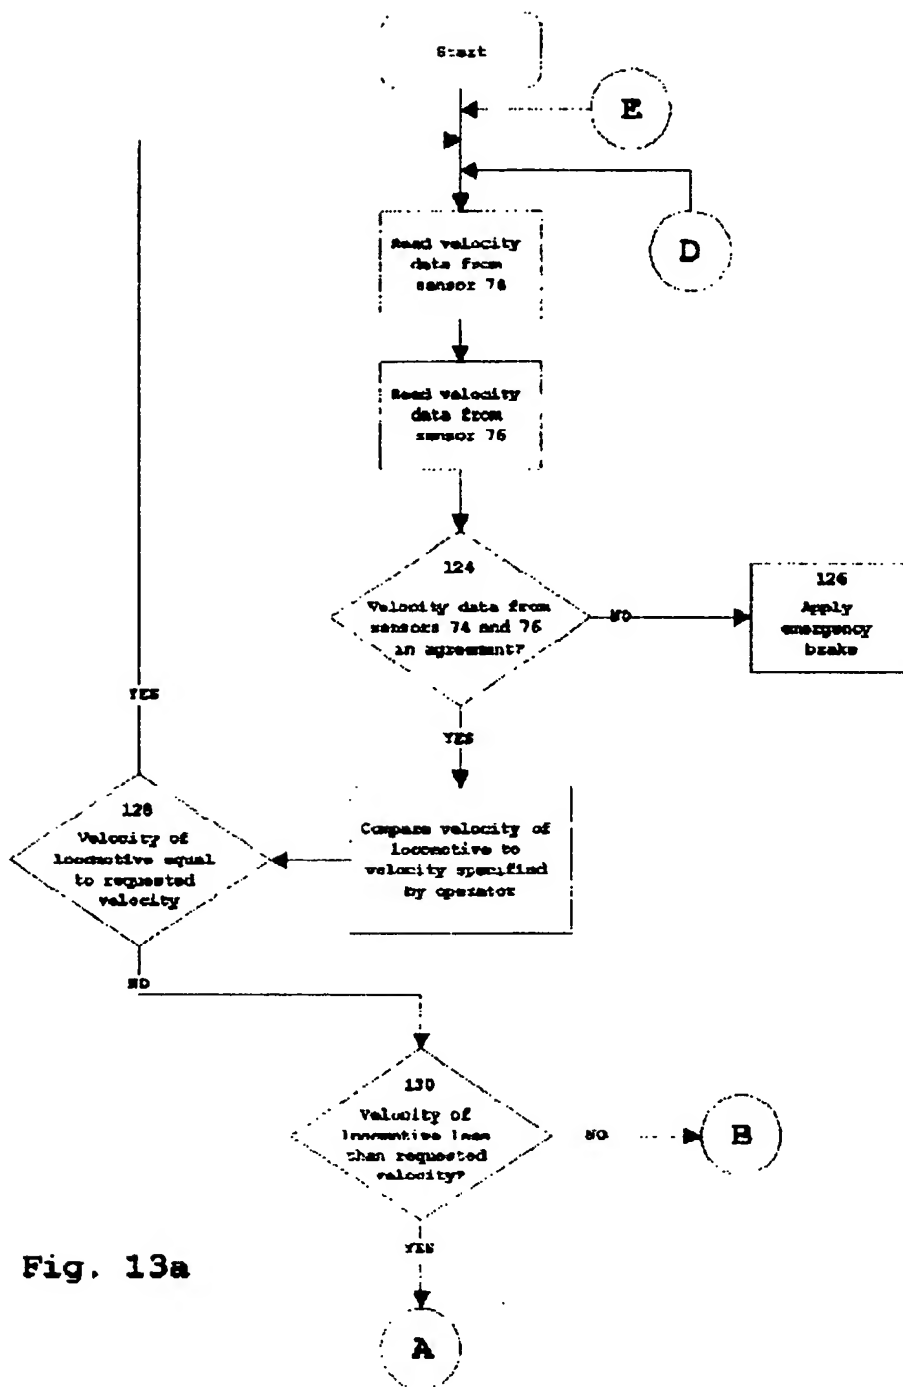 Start
E
D
Read velocity
data from
sensor 74
Read velocity
data from
sensor 76
124
Velocity data from
sensors 74 and 76
in agreement?
NO
126
Apply
emergency
brake
YES
YES
128
Velocity of
locomotive equal
to requested
velocity
Compare velocity of
locomotive to
velocity specified
by operator
NO
130
Velocity of
locomotive less
than requested
velocity?
NO
B
YES
Fig. 13a
A